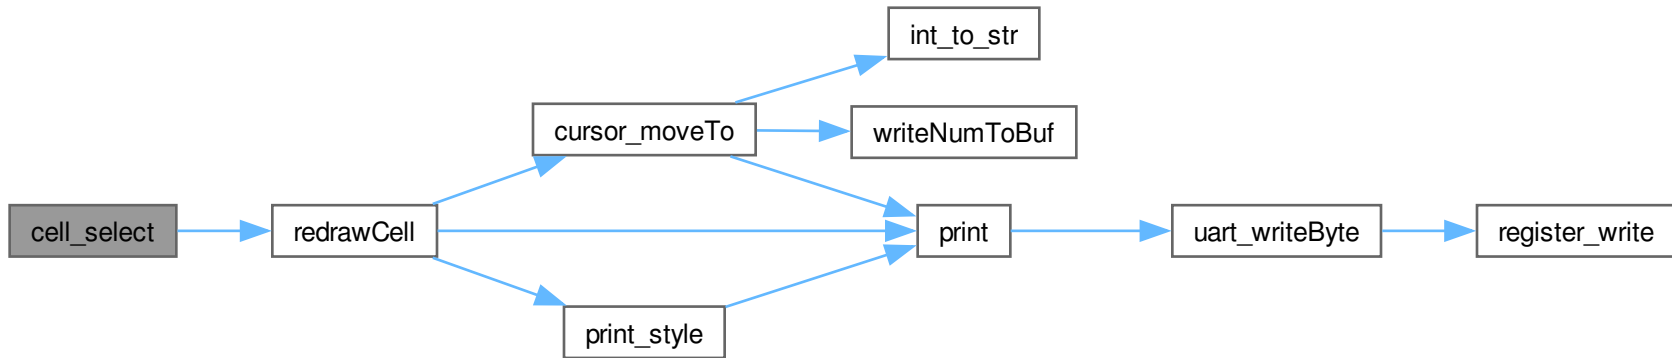 cell_select
redrawCell
cursor_moveTo
print_style
int_to_str
writeNumToBuf
print
uart_writeByte
register_write